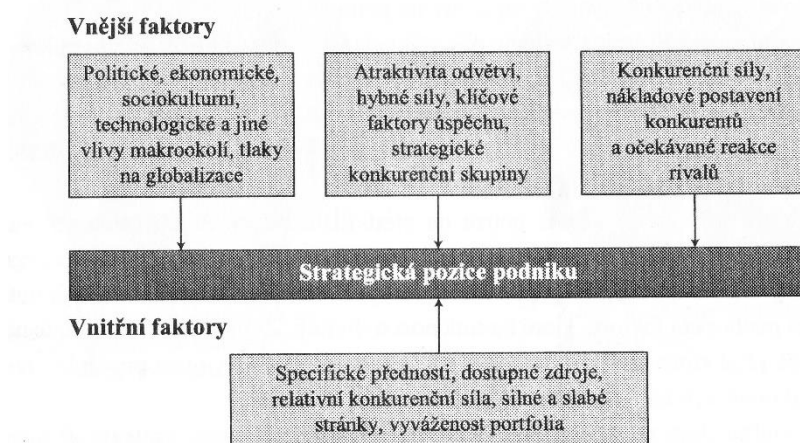 Vnější faktory
Politické, ekonomické,
sociokulturní,
technologické a jiné
vlivy makrookolí, tlaky
na globalizace
Atraktivita odvětví,
hybné síly, klíčové
faktory úspěchu,
strategické
konkurenční skupiny
Konkurenční síly,
nákladové postavení
konkurentů
a očekávané reakce
rivalů
Strategická pozice podniku
Vnitřní faktory
Specifické přednosti, dostupné zdroje,
relativní konkurenční síla, silné a slabé
stránky, vyváženost portfolia